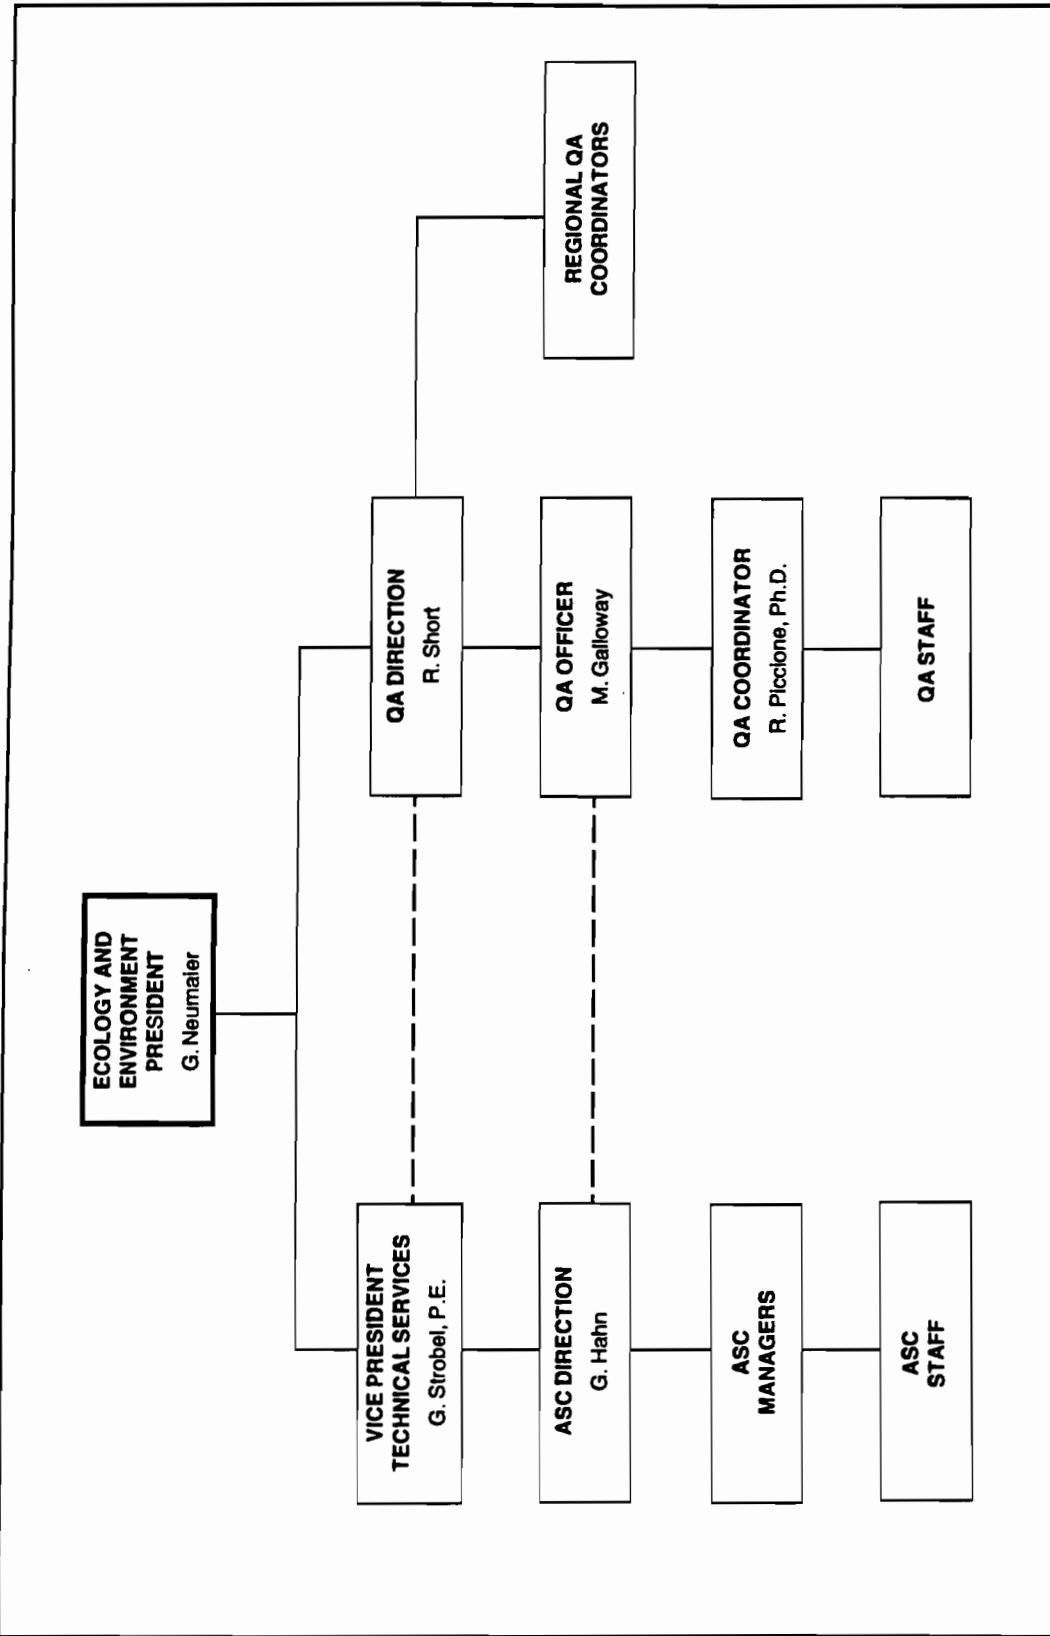 ECOLOGY AND
ENVIRONMENT
PRESIDENT
G. Neumaier
VICE PRESIDENT
TECHNICAL SERVICES
G. Strobel, P.E.
QA DIRECTION
R. Short
ASC DIRECTION
G. Hahn
QA OFFICER
M. Galloway
REGIONAL QA
COORDINATORS
ASC
MANAGERS
QA COORDINATOR
R. Piccione, Ph.D.
ASC
STAFF
QA STAFF